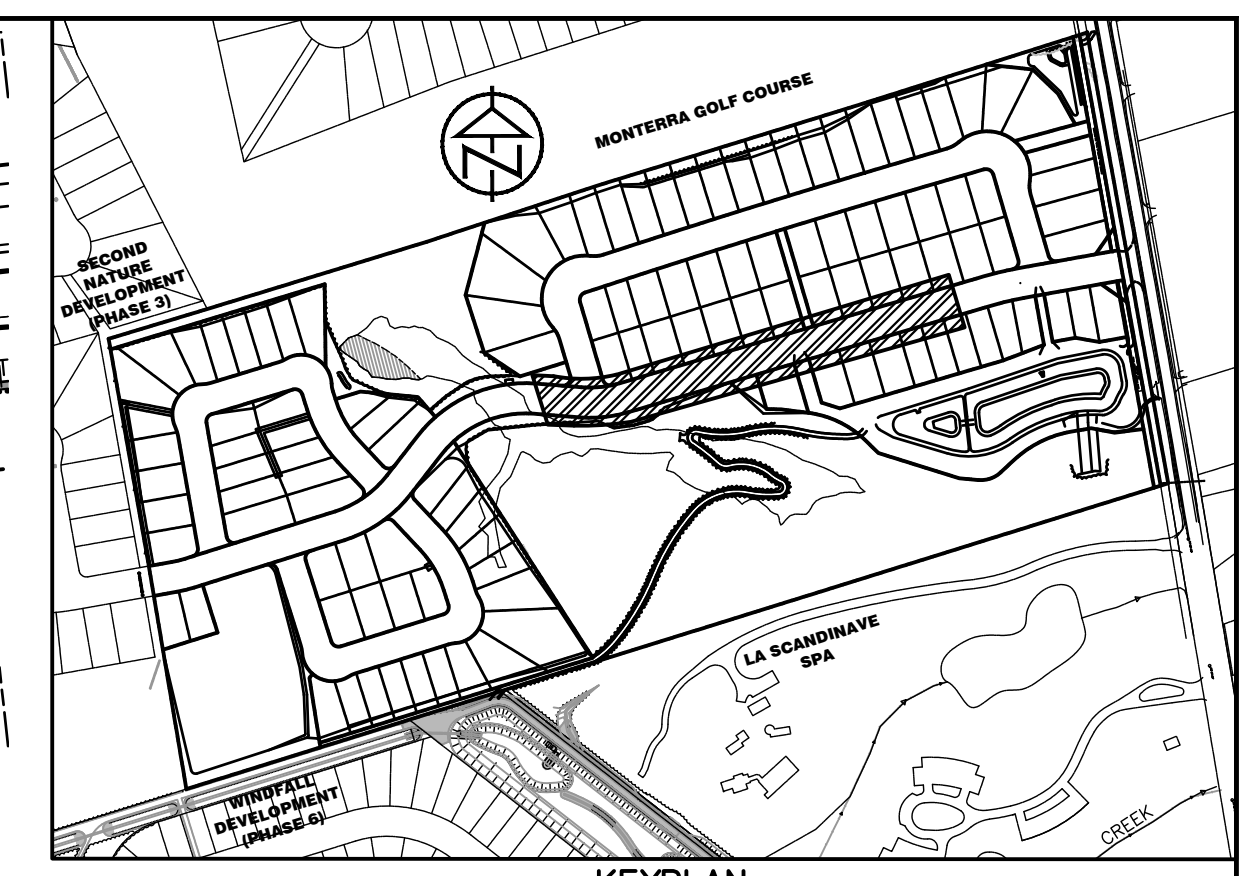 MONTERRA GOLF COURSE
N
SECOND
NATURE
DEVELOPMENT
(PHASE 3)
LA SCANDINAVE
SPA
WINDFALL
DEVELOPMENT
(PHASE 6)
CREEK
KEYPLAN